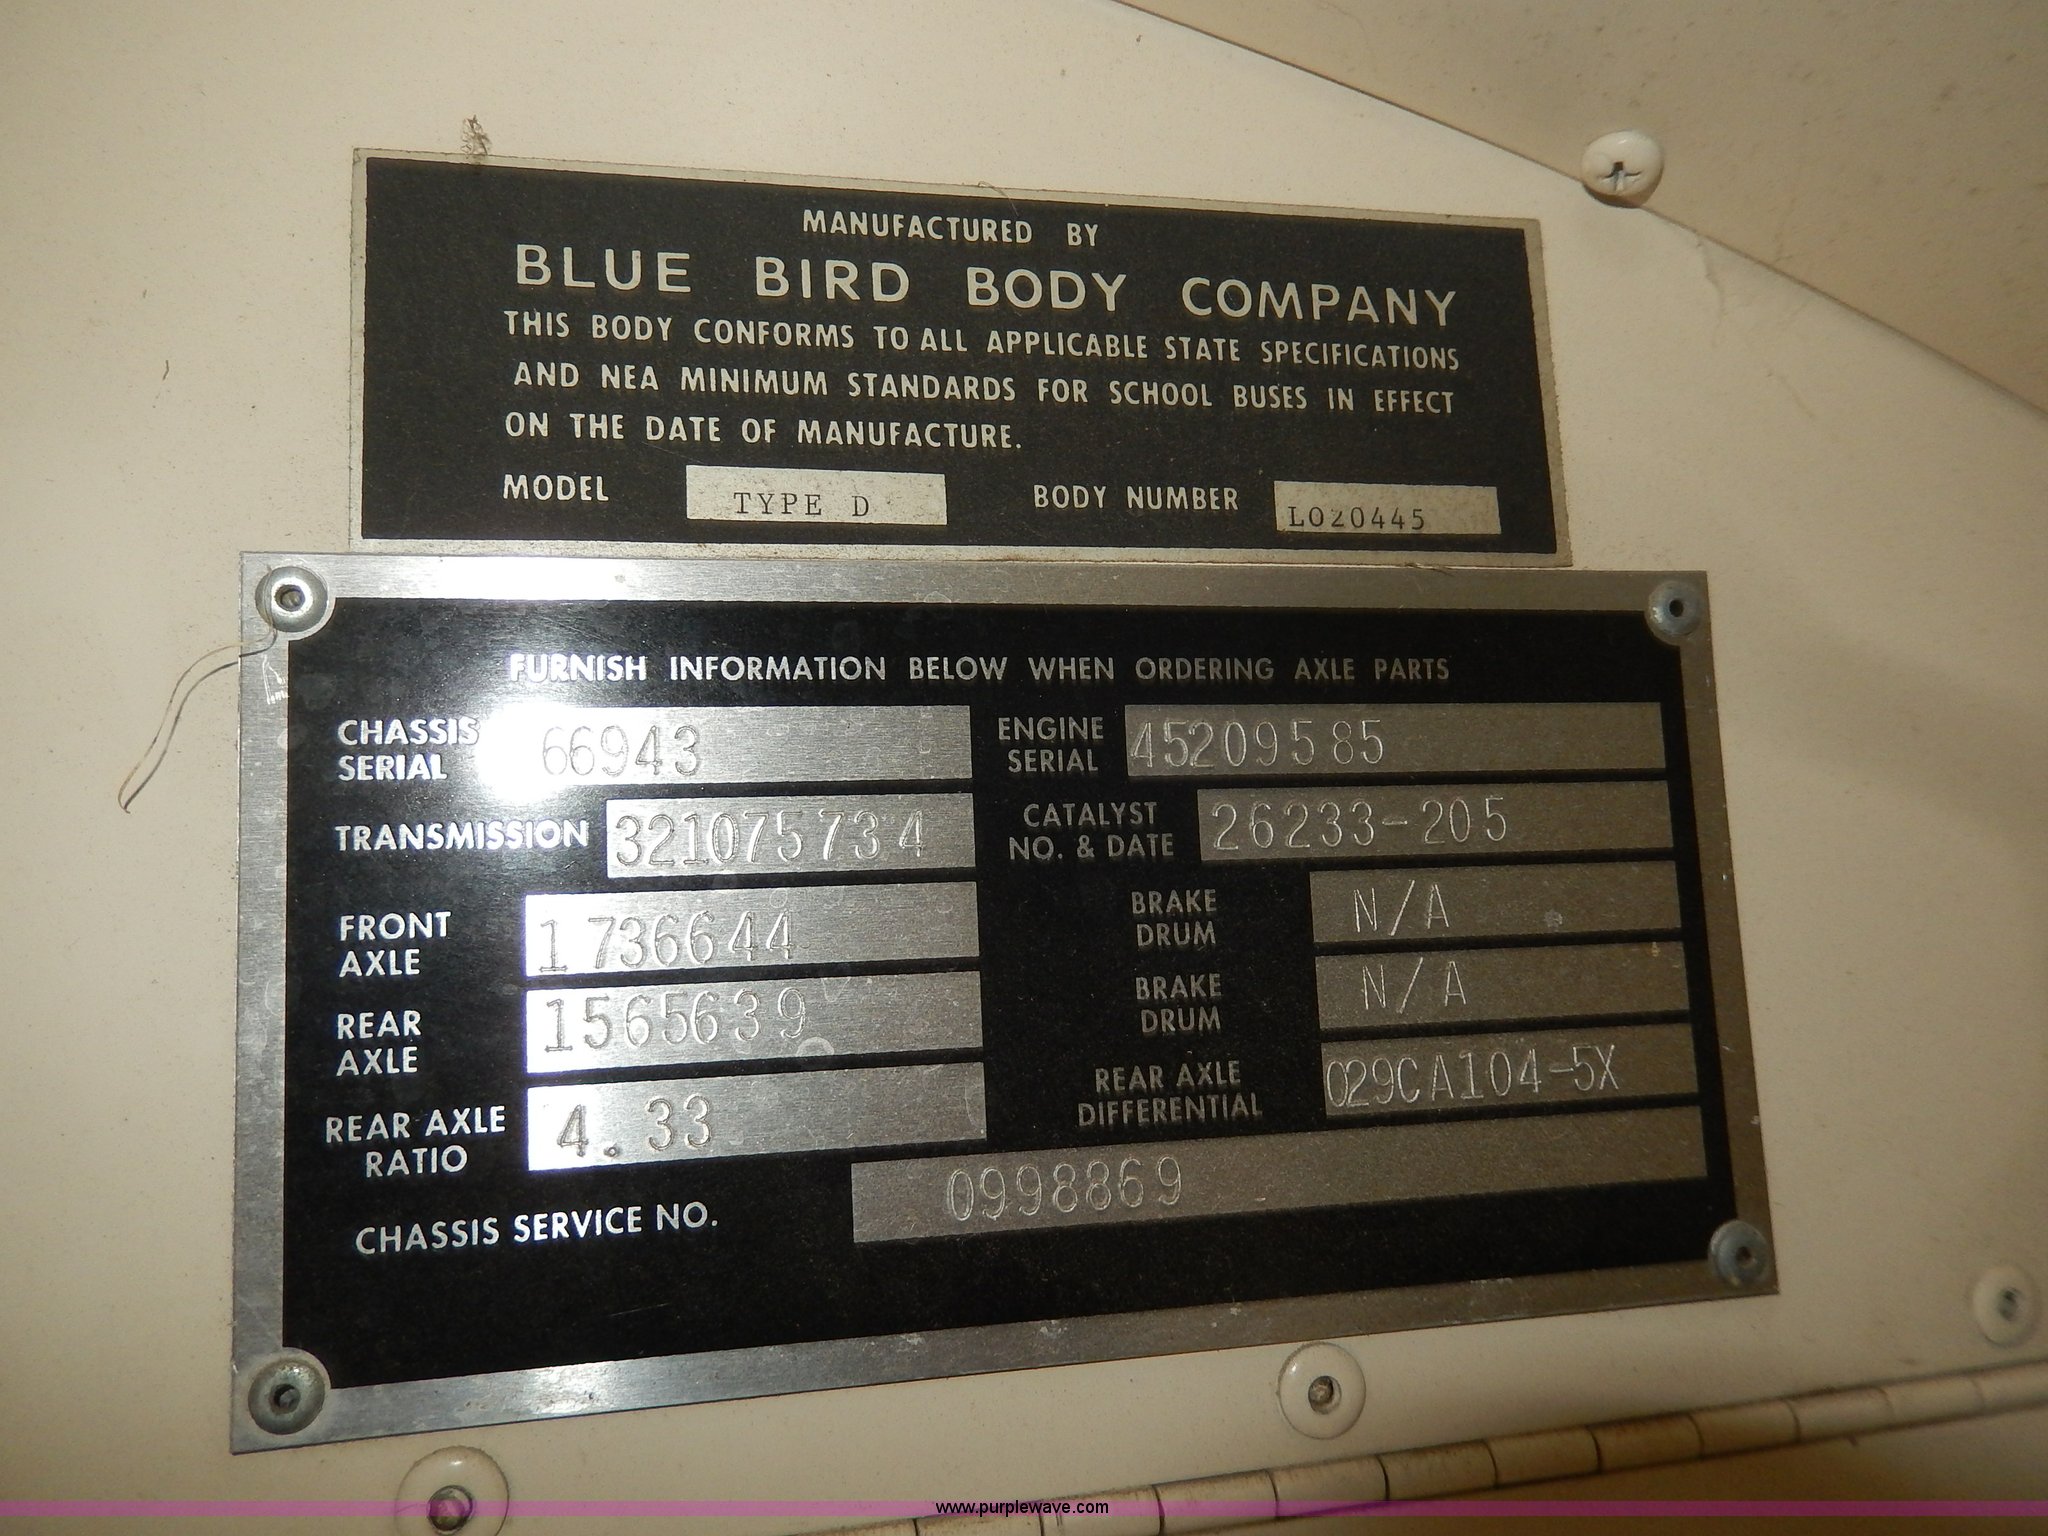 MANUFACTURED BY
BLUE BIRD BODY COMPANY
THIS BODY CONFORMS TO ALL APPLICABLE STATE SPECIFICATIONS
AND NEA MINIMUM STANDARDS FOR SCHOOL BUSES IN EFFECT
ON THE DATE OF MANUFACTURE.
MODEL TYPE D BODY NUMBER LO20445
FURNISH INFORMATION BELOW WHEN ORDERING AXLE PARTS
CHASSIS
SERIAL 66943
ENGINE
SERIAL 45209585
TRANSMISSION 321075734
CATALYST
NO. & DATE 26233-205
FRONT
AXLE 1736644
BRAKE
DRUM N/A
REAR
AXLE 1565639
BRAKE
DRUM N/A
REAR AXLE
RATIO 4.33
REAR AXLE
DIFFERENTIAL 029CA104-5X
CHASSIS SERVICE NO. 0998869
www.purplewave.com